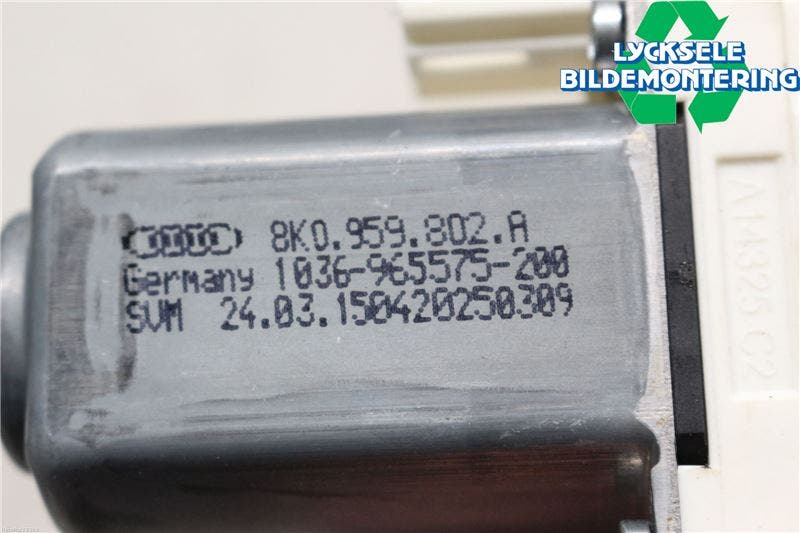 LYCKSELE
BILDEMONTERING
8K0.959.802.A
Germany 1036-965575-200
SVM 24.03.150420250309
A14325 C2